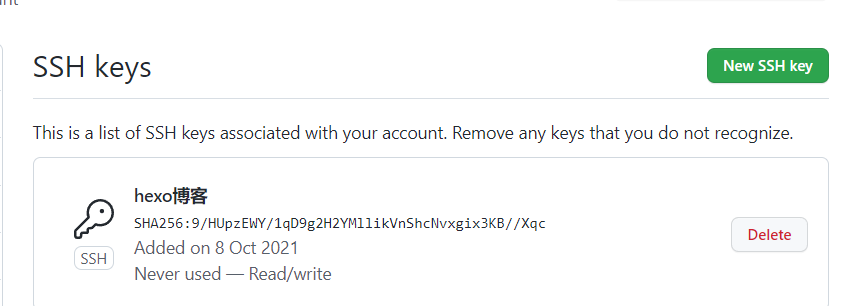 SSH keys
New SSH key
This is a list of SSH keys associated with your account. Remove any keys that you do not recognize.
hexo博客
SHA256:9/HUpzEWY/1qD9g2H2YMllikVnShcNvxgix3KB//Xqc
Added on 8 Oct 2021
Never used — Read/write
SSH
Delete